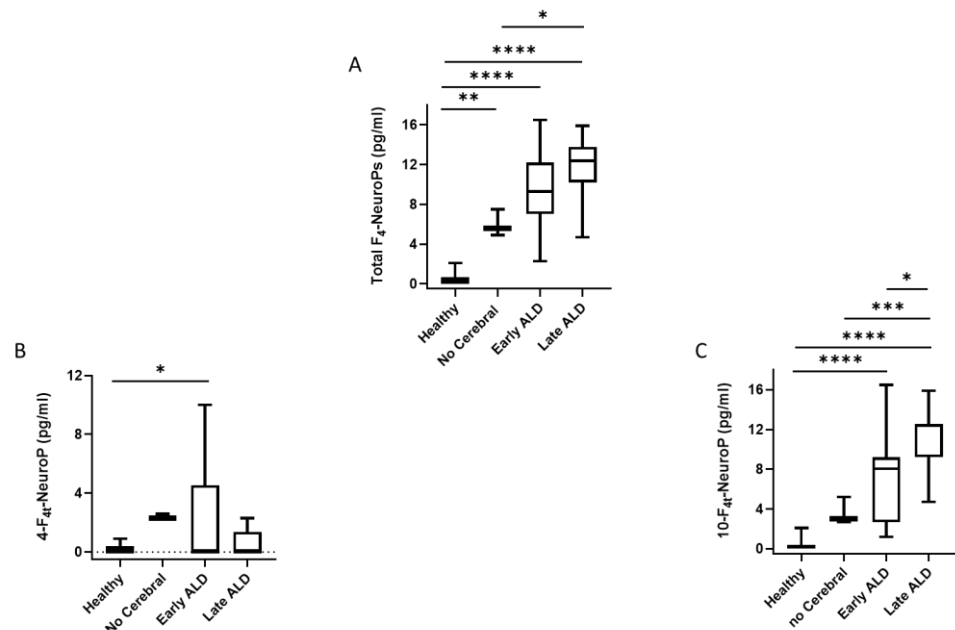 A
*
****
****
**
Total F₄-NeuroPs (pg/ml)
16
12
8
4
0
Healthy
No Cerebral
Early ALD
Late ALD
B
*
4-F₄ₜ-NeuroP (pg/ml)
12
8
4
0
Healthy
No Cerebral
Early ALD
Late ALD
C
*
***
****
****
10-F₄ₜ-NeuroP (pg/ml)
16
12
8
4
0
Healthy
no Cerebral
Early ALD
Late ALD